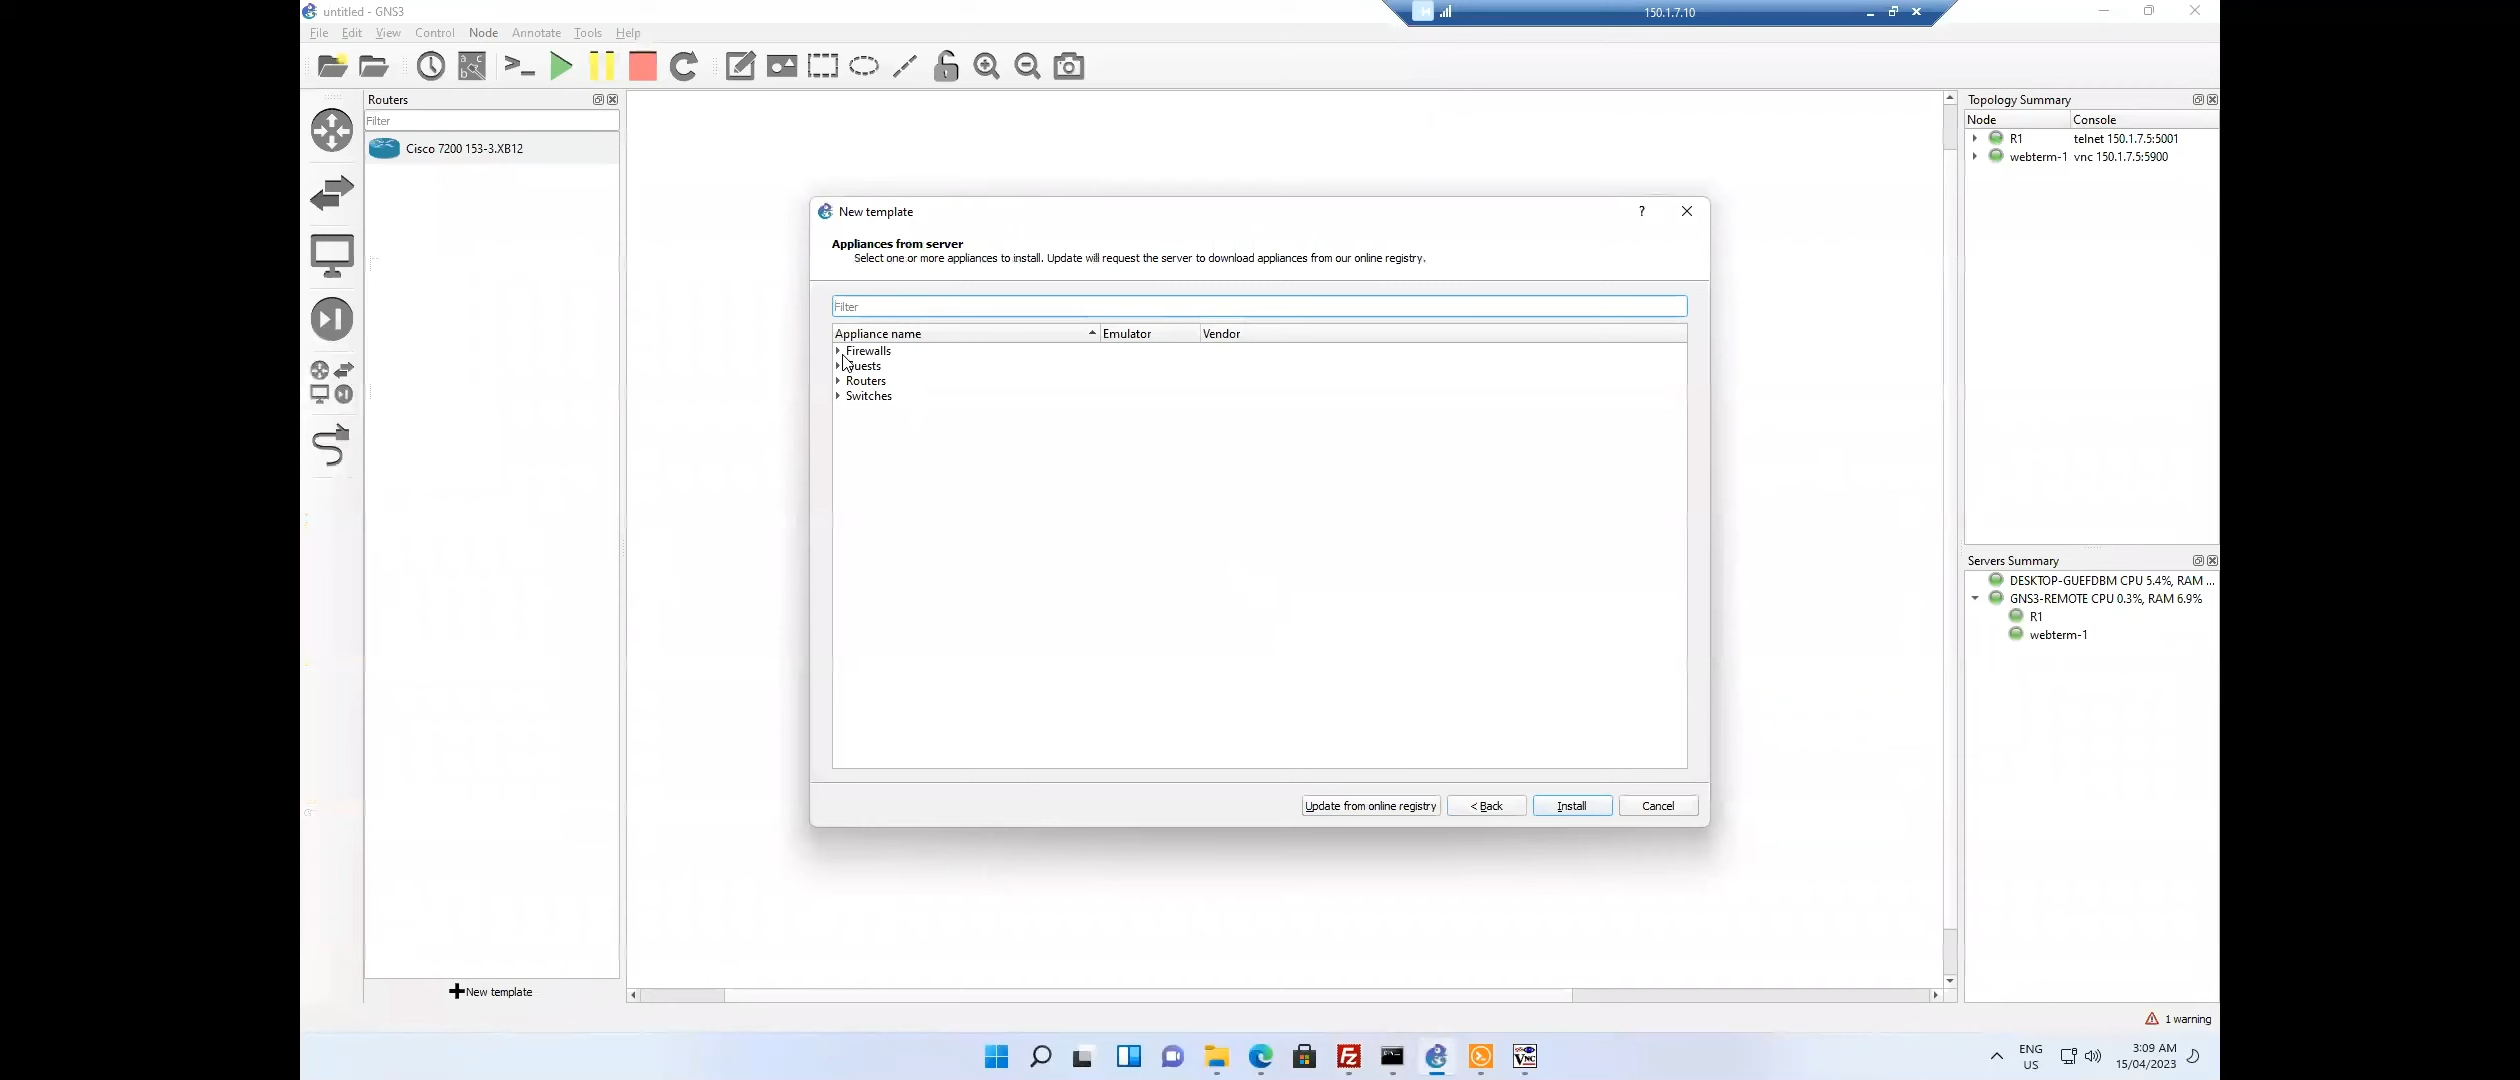 untitled - GNS3
150.1.7.10
File Edit View Control Node Annotate Tools Help
Routers
Filter
Cisco 7200 153-3.XB12
New template
New template
Appliances from server
Select one or more appliances to install. Update will request the server to download appliances from our online registry.
Filter
Appliance name Emulator Vendor
Firewalls
uests
Routers
Switches
Update from online registry < Back Install Cancel
Topology Summary
Node Console
R1 telnet 150.1.7.5:5001
webterm-1 vnc 150.1.7.5:5900
Servers Summary
DESKTOP-GUEFDBM CPU 5.4%, RAM ...
GNS3-REMOTE CPU 0.3%, RAM 6.9%
R1
webterm-1
1 warning
ENG
US
3:09 AM
15/04/2023